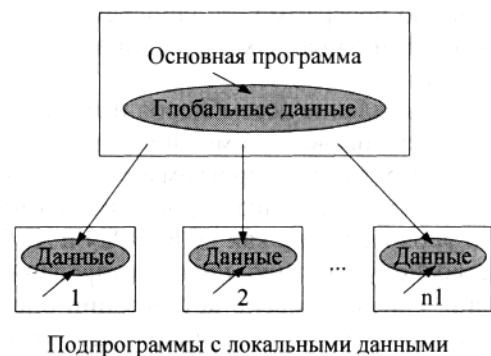 Основная программа
Глобальные данные
Данные Данные ... Данные
1 2 n1
Подпрограммы с локальными данными